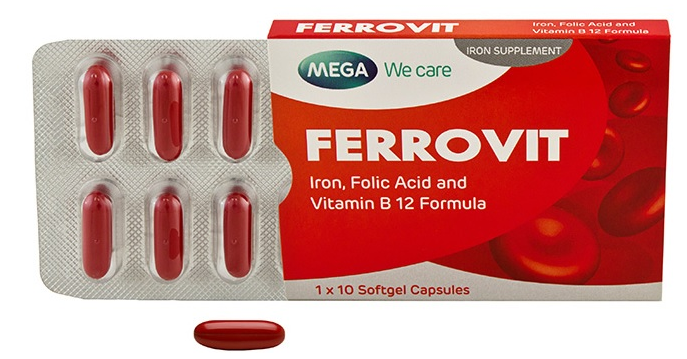 FERROVIT
Iron, Folic Acid and
Vitamin B 12 Formula
MEGA We care
IRON SUPPLEMENT
FERROVIT
Iron, Folic Acid and
Vitamin B 12 Formula
1 x 10 Softgel Capsules